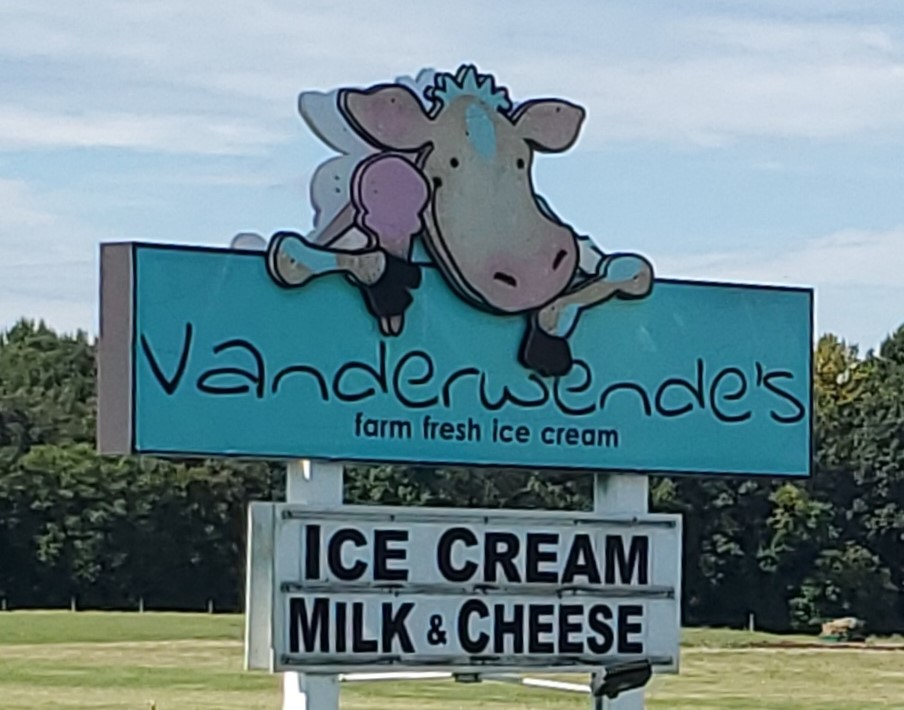 Vanderwende's
farm fresh ice cream
ICE CREAM
MILK & CHEESE